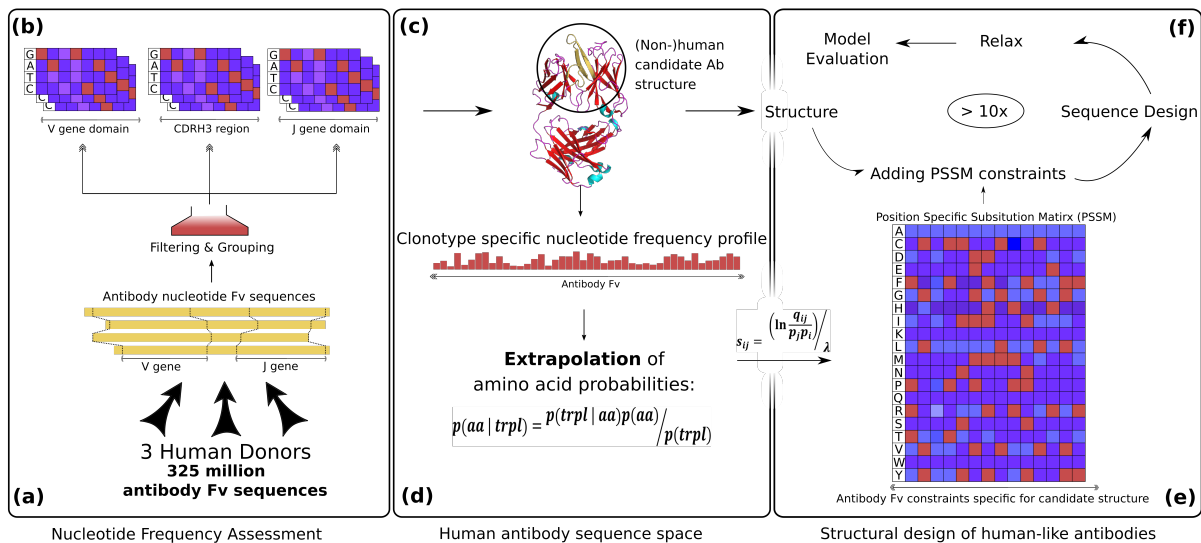 (b)
G
A
T
C
C
C
V gene domain
CDRH3 region
J gene domain
Filtering & Grouping
Antibody nucleotide Fv sequences
V gene
J gene
3 Human Donors
325 million
antibody Fv sequences
(a)
Nucleotide Frequency Assessment
(c)
(Non-)human
candidate Ab
structure
Clonotype specific nucleotide frequency profile
Antibody Fv
Extrapolation of
amino acid probabilities:
p(aa | trpl) = p(trpl | aa)p(aa) / p(trpl)
(d)
Human antibody sequence space
s_ij = (ln q_ij / p_j p_i) / λ
(f)
Model
Evaluation
Relax
Structure
> 10x
Sequence Design
Adding PSSM constraints
Position Specific Subsitution Matirx (PSSM)
A
C
D
E
F
G
H
I
K
L
M
N
P
Q
R
S
T
V
W
Y
Antibody Fv constraints specific for candidate structure
(e)
Structural design of human-like antibodies